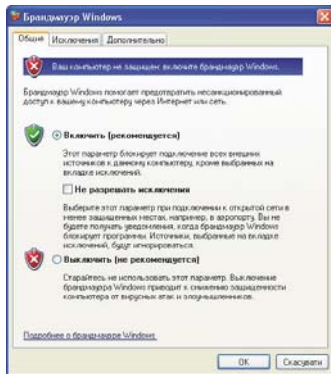 Брандмауэр Windows
Общие Исключения Дополнительно
Ваш компьютер не защищен: включите брандмауэр Windows.
Брандмауэр Windows помогает предотвратить несанкционированный
доступ к вашему компьютеру через Интернет или сеть.
Включить (рекомендуется)
Этот параметр блокирует подключение всех внешних
источников к данному компьютеру, кроме выбранных на
вкладке исключений.
Не разрешать исключения
Выберите этот параметр при подключении к открытой сети в
менее защищенных местах, например, в аэропорту. Вы не
будете получать уведомления, когда брандмауэр Windows
блокирует программы. Источники, выбранные на вкладке
исключений, будут игнорироваться.
Выключить (не рекомендуется)
Старайтесь не использовать этот параметр. Выключение
брандмауэра Windows приводит к снижению защищенности
компьютера от вирусных атак и злоумышленников.
Подробнее о брандмауэре Windows
OK Скасувати